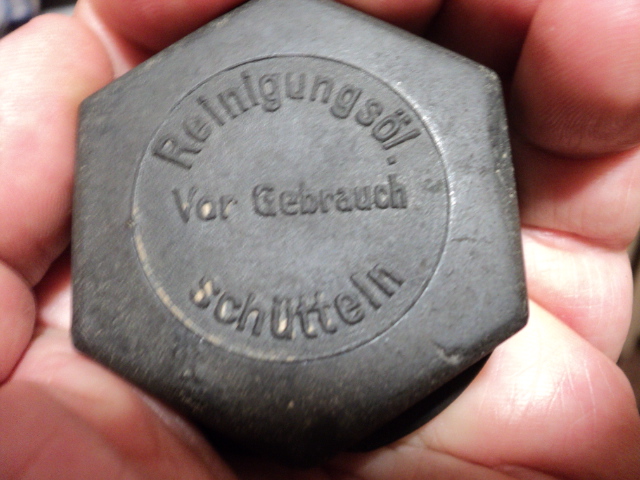 Reinigungsöl.
Vor Gebrauch
schütteln